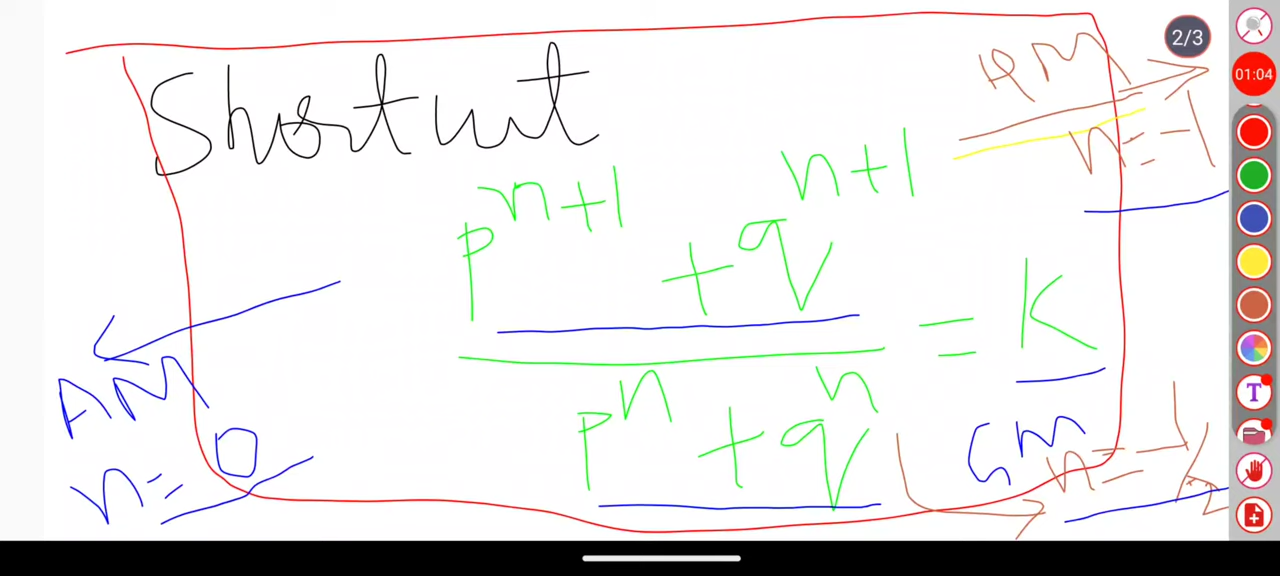 Shortcut
HM
n = -1
p^{n+1} + q^{n+1}
= k
p^n + q^n
AM
n = 0
GM
n = -1/2
2/3
01:04
T